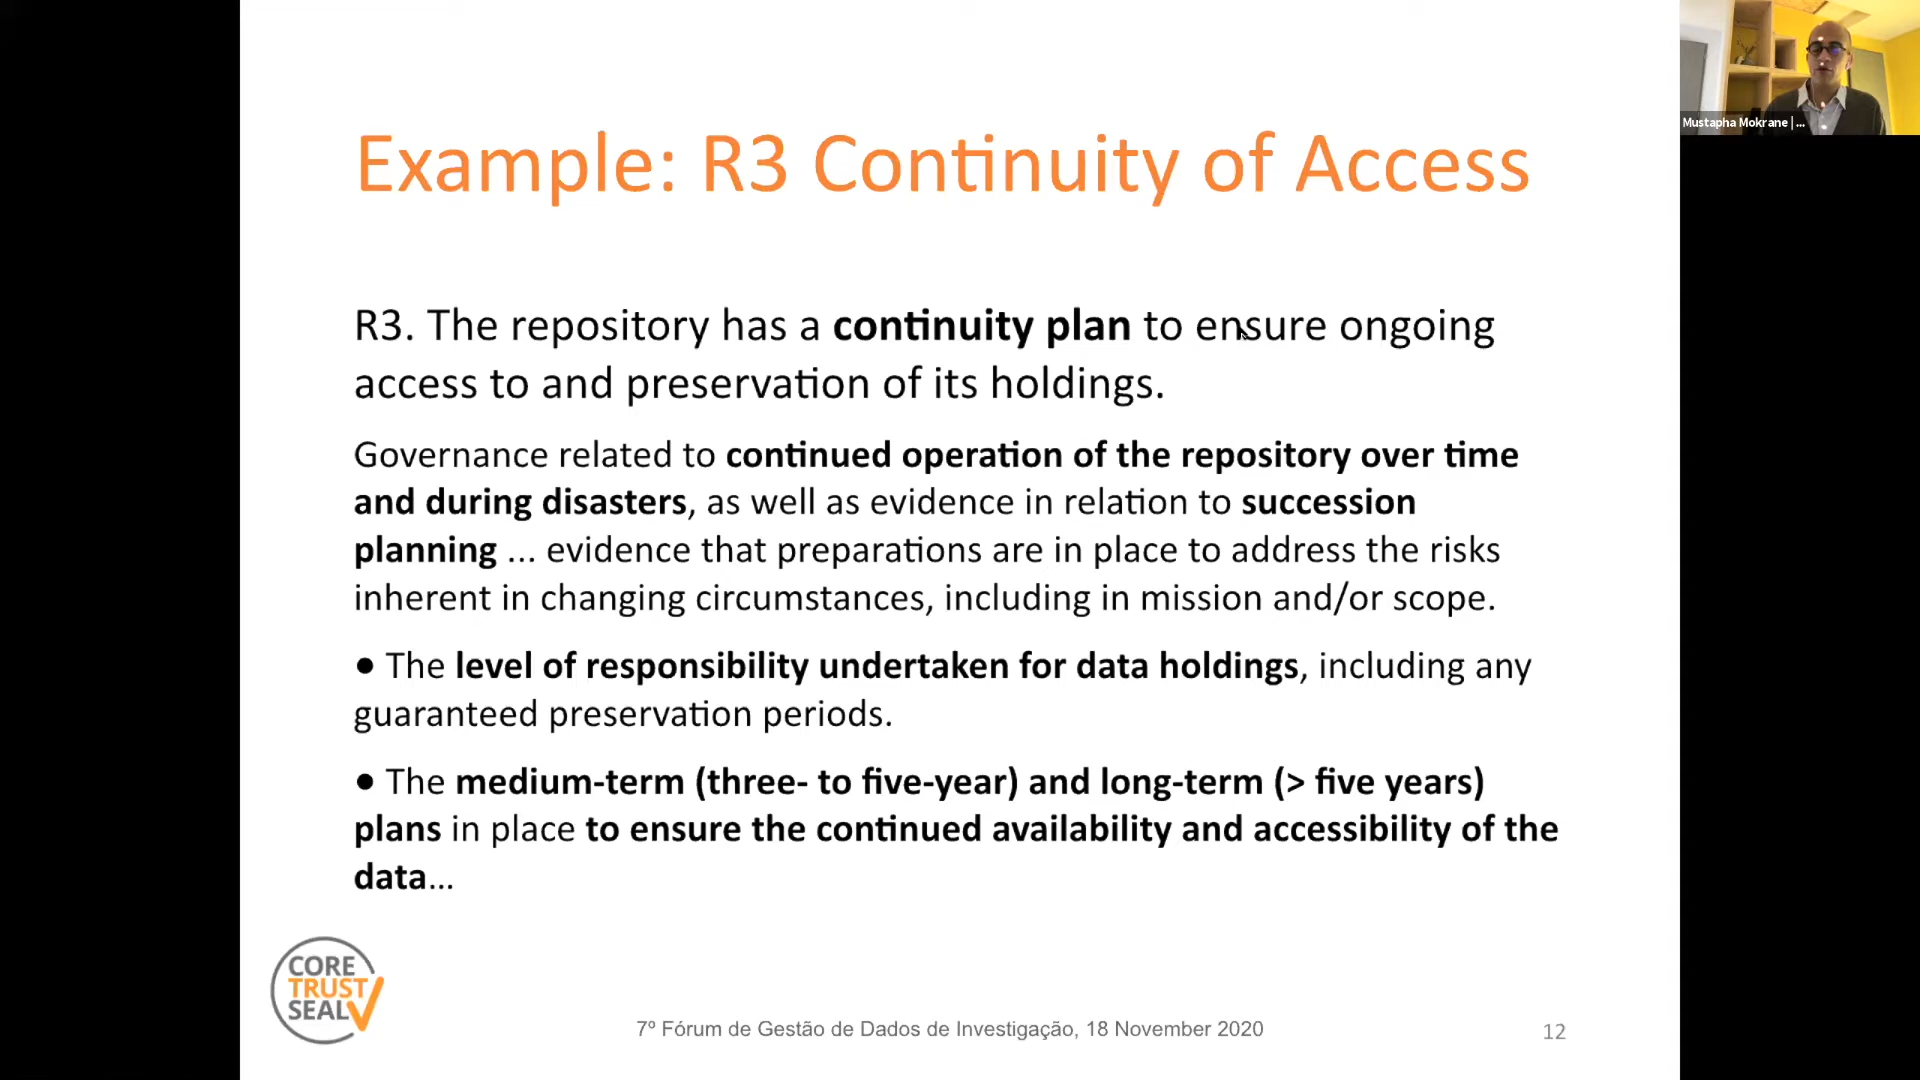 Mustapha Mokrane | ...
Example: R3 Continuity of Access
R3. The repository has a continuity plan to ensure ongoing
access to and preservation of its holdings.
Governance related to continued operation of the repository over time
and during disasters, as well as evidence in relation to succession
planning ... evidence that preparations are in place to address the risks
inherent in changing circumstances, including in mission and/or scope.
● The level of responsibility undertaken for data holdings, including any
guaranteed preservation periods.
● The medium-term (three- to five-year) and long-term (> five years)
plans in place to ensure the continued availability and accessibility of the
data...
CORE
TRUST
SEAL
7º Fórum de Gestão de Dados de Investigação, 18 November 2020
12